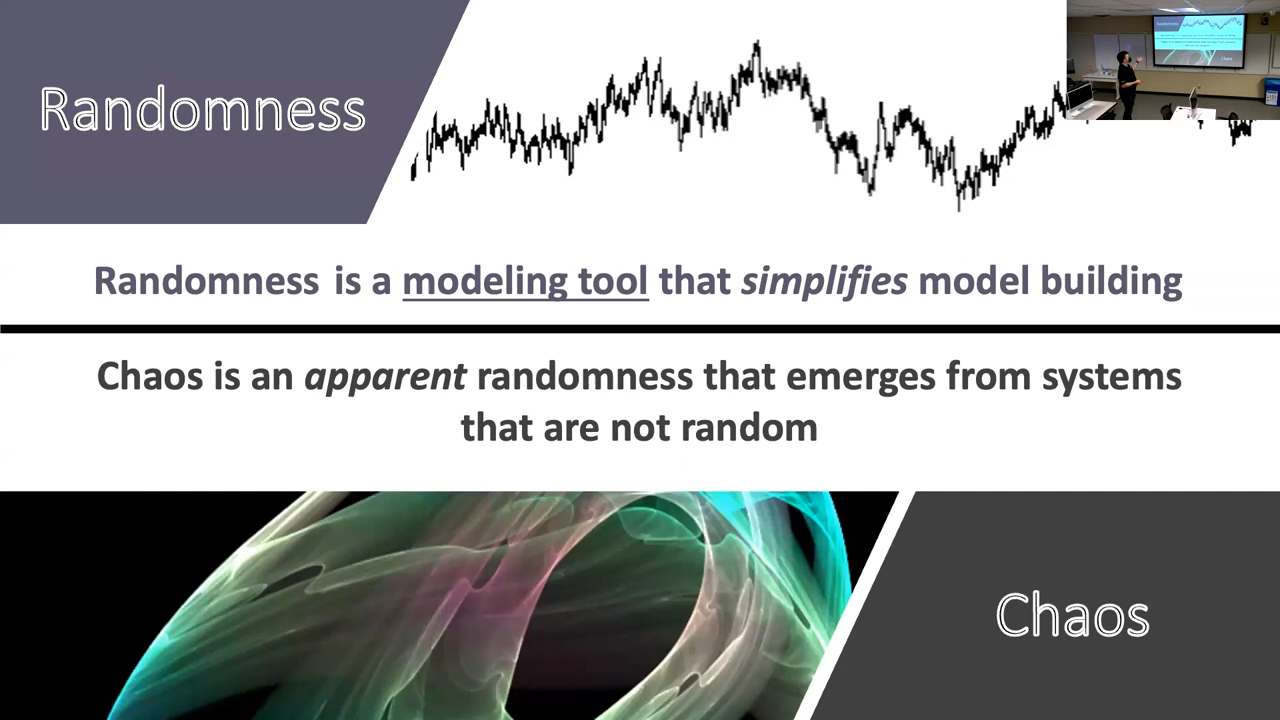 Randomness
Randomness is a modeling tool that simplifies model building
Chaos is an apparent randomness that emerges from systems
that are not random
Chaos